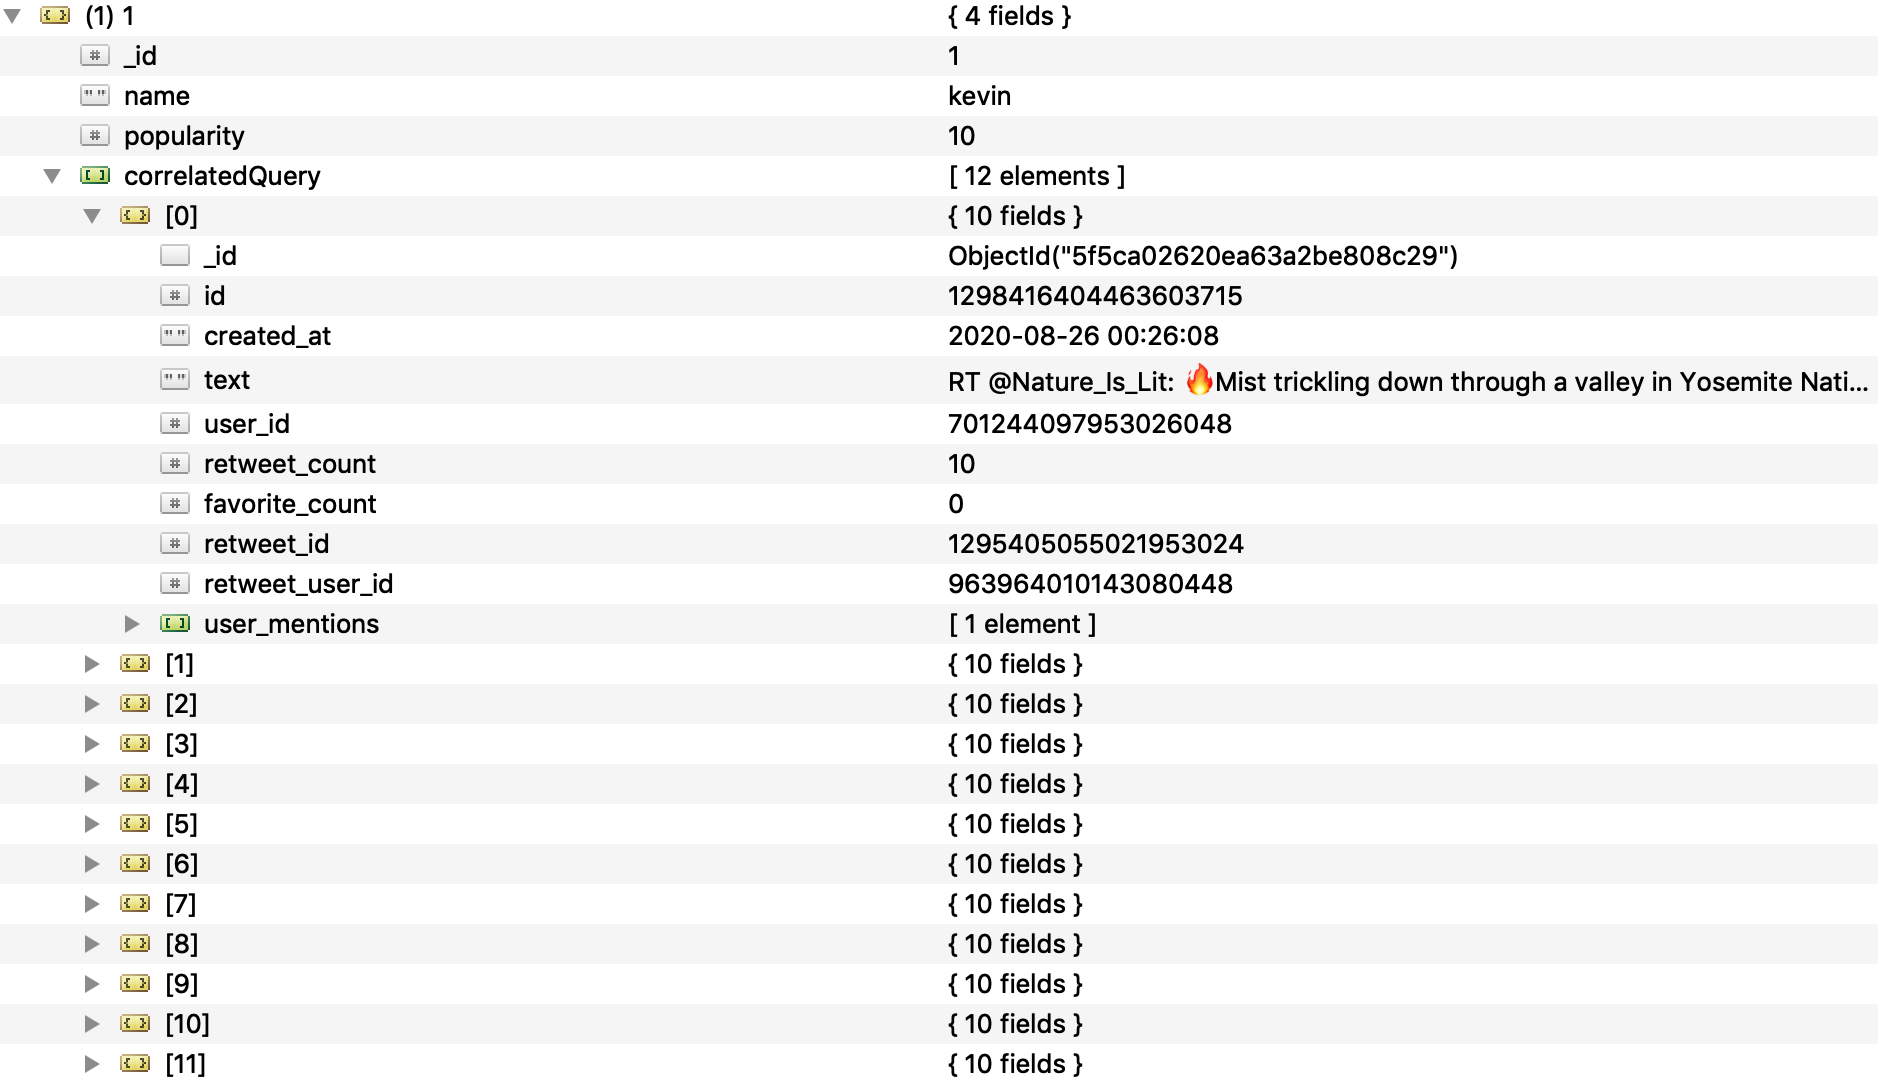 (1) 1 { 4 fields }
_id 1
name kevin
popularity 10
correlatedQuery [ 12 elements ]
[0] { 10 fields }
_id ObjectId("5f5ca02620ea63a2be808c29")
id 1298416404463603715
created_at 2020-08-26 00:26:08
text RT @Nature_Is_Lit: 🔥Mist trickling down through a valley in Yosemite Nati...
user_id 701244097953026048
retweet_count 10
favorite_count 0
retweet_id 1295405055021953024
retweet_user_id 963964010143080448
user_mentions [ 1 element ]
[1] { 10 fields }
[2] { 10 fields }
[3] { 10 fields }
[4] { 10 fields }
[5] { 10 fields }
[6] { 10 fields }
[7] { 10 fields }
[8] { 10 fields }
[9] { 10 fields }
[10] { 10 fields }
[11] { 10 fields }